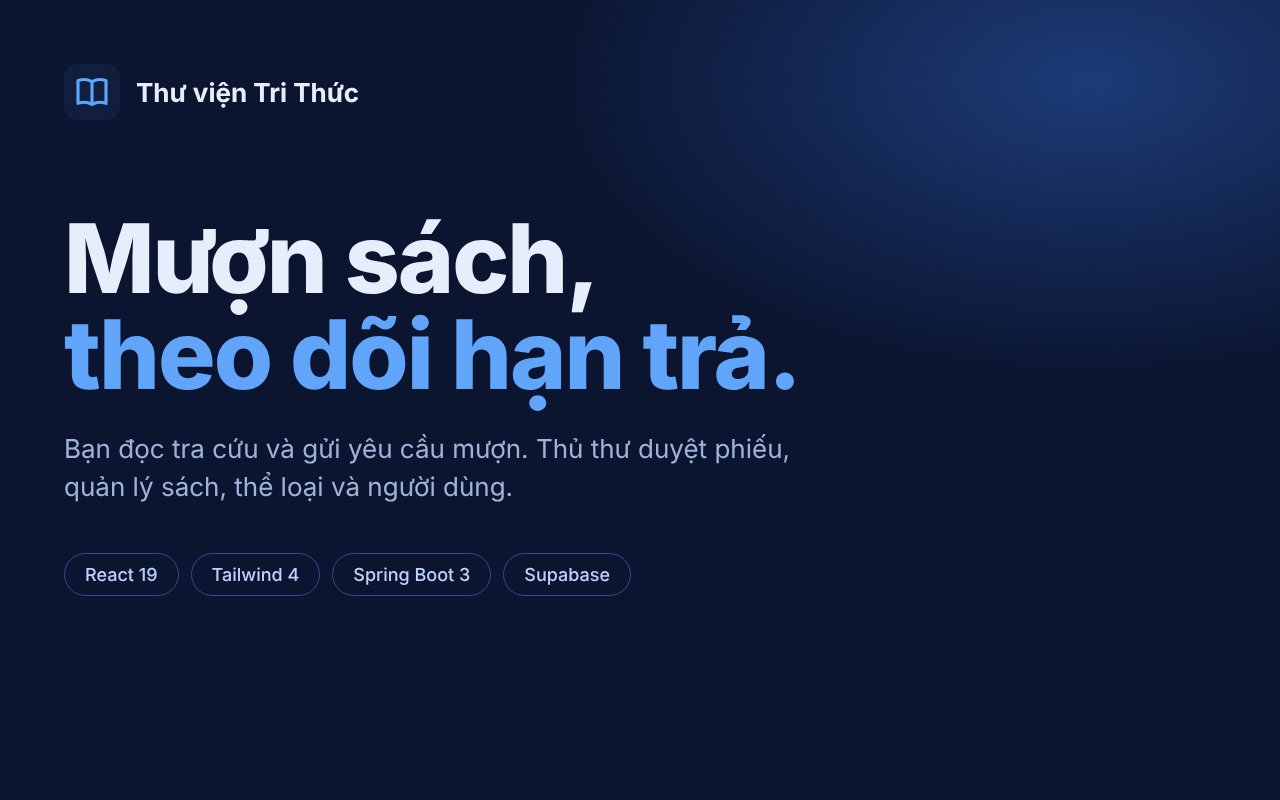 Thư viện Tri Thức
Mượn sách,
theo dõi hạn trả.
Bạn đọc tra cứu và gửi yêu cầu mượn. Thủ thư duyệt phiếu,
quản lý sách, thể loại và người dùng.
React 19
Tailwind 4
Spring Boot 3
Supabase